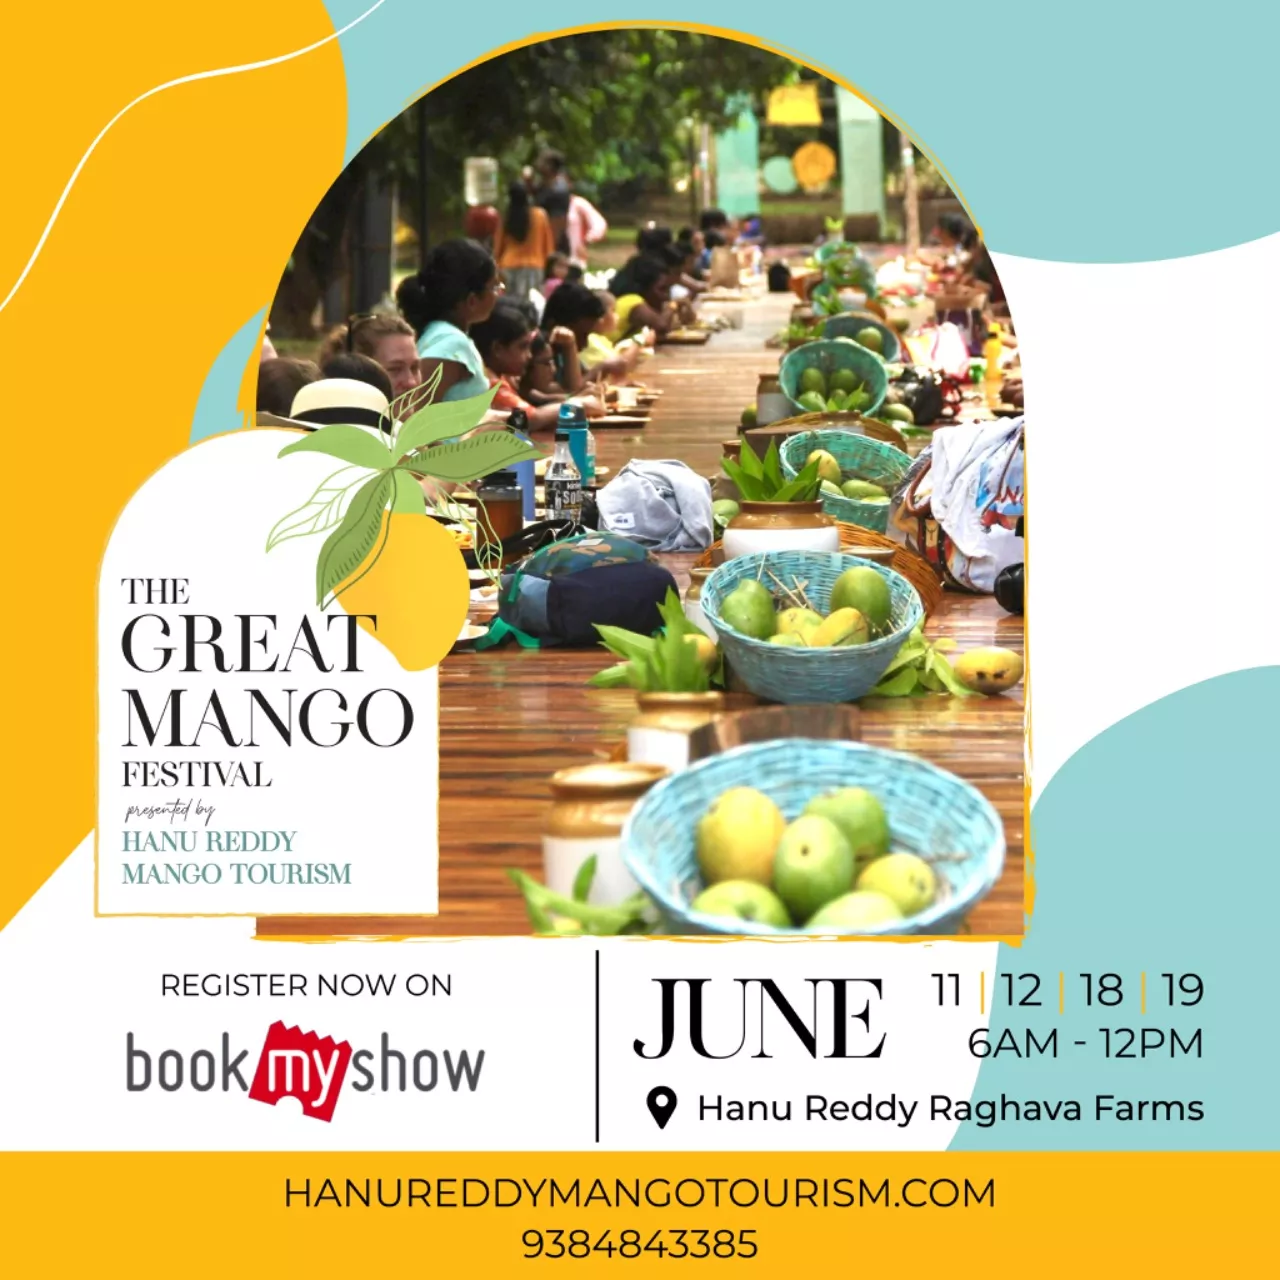 THE
GREAT
MANGO
FESTIVAL
presented by
HANU REDDY
MANGO TOURISM
REGISTER NOW ON
bookmyshow
JUNE
11 | 12 | 18 | 19
6AM - 12PM
Hanu Reddy Raghava Farms
HANUREDDYMANGOTOURISM.COM
9384843385